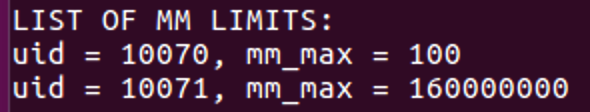 LIST OF MM LIMITS:
uid = 10070, mm_max = 100
uid = 10071, mm_max = 160000000